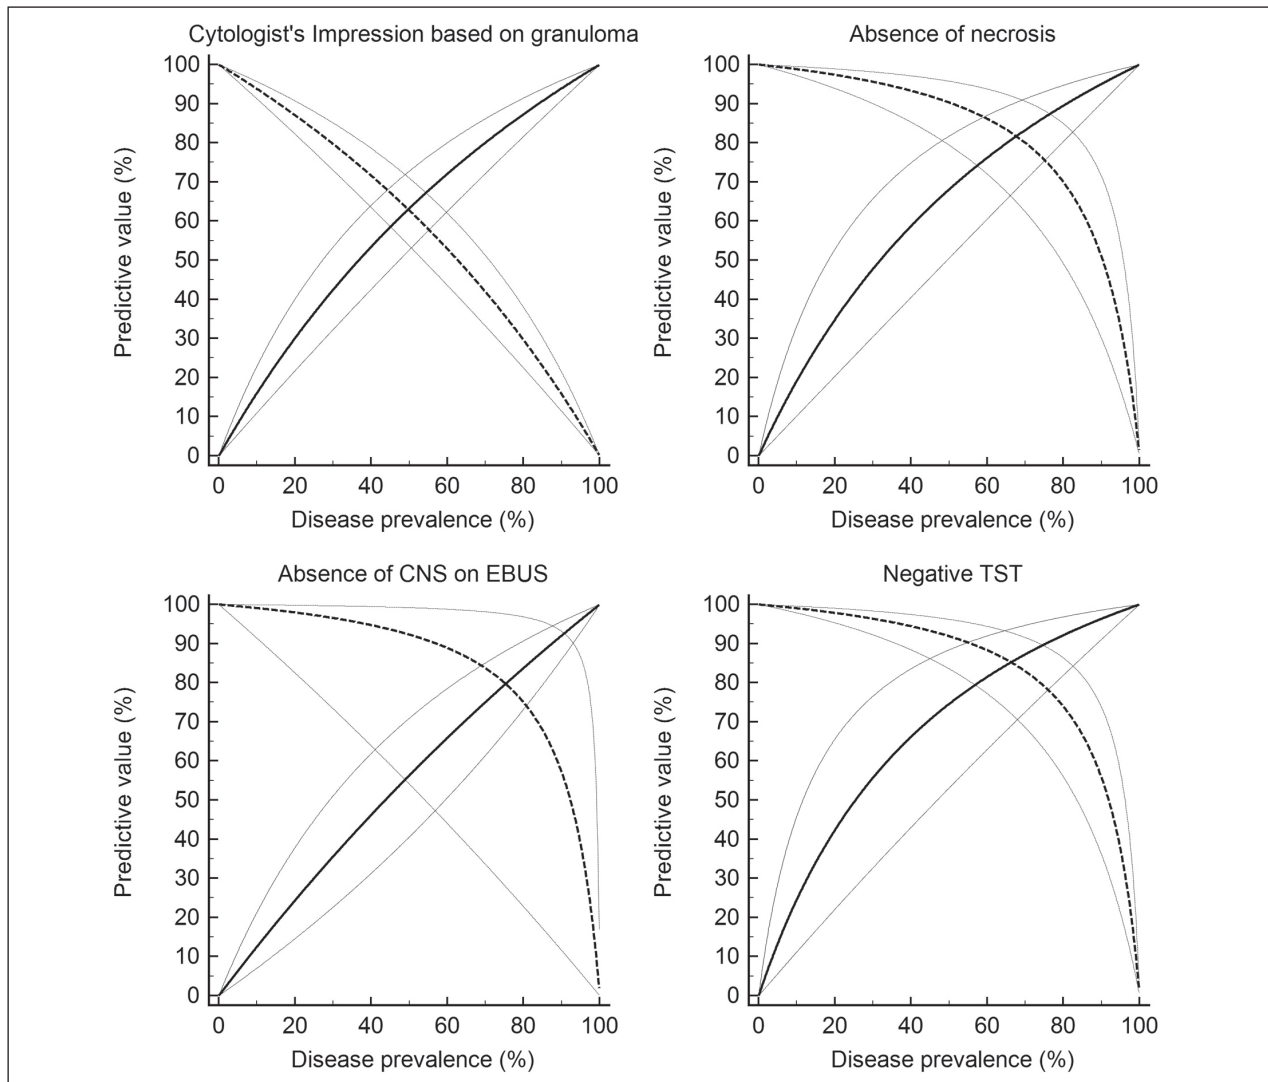 Cytologist's Impression based on granuloma
100
90
80
70
60
50
40
30
20
10
0
Predictive value (%)
0 20 40 60 80 100
Disease prevalence (%)
Absence of necrosis
100
90
80
70
60
50
40
30
20
10
0
Predictive value (%)
0 20 40 60 80 100
Disease prevalence (%)
Absence of CNS on EBUS
100
90
80
70
60
50
40
30
20
10
0
Predictive value (%)
0 20 40 60 80 100
Disease prevalence (%)
Negative TST
100
90
80
70
60
50
40
30
20
10
0
Predictive value (%)
0 20 40 60 80 100
Disease prevalence (%)